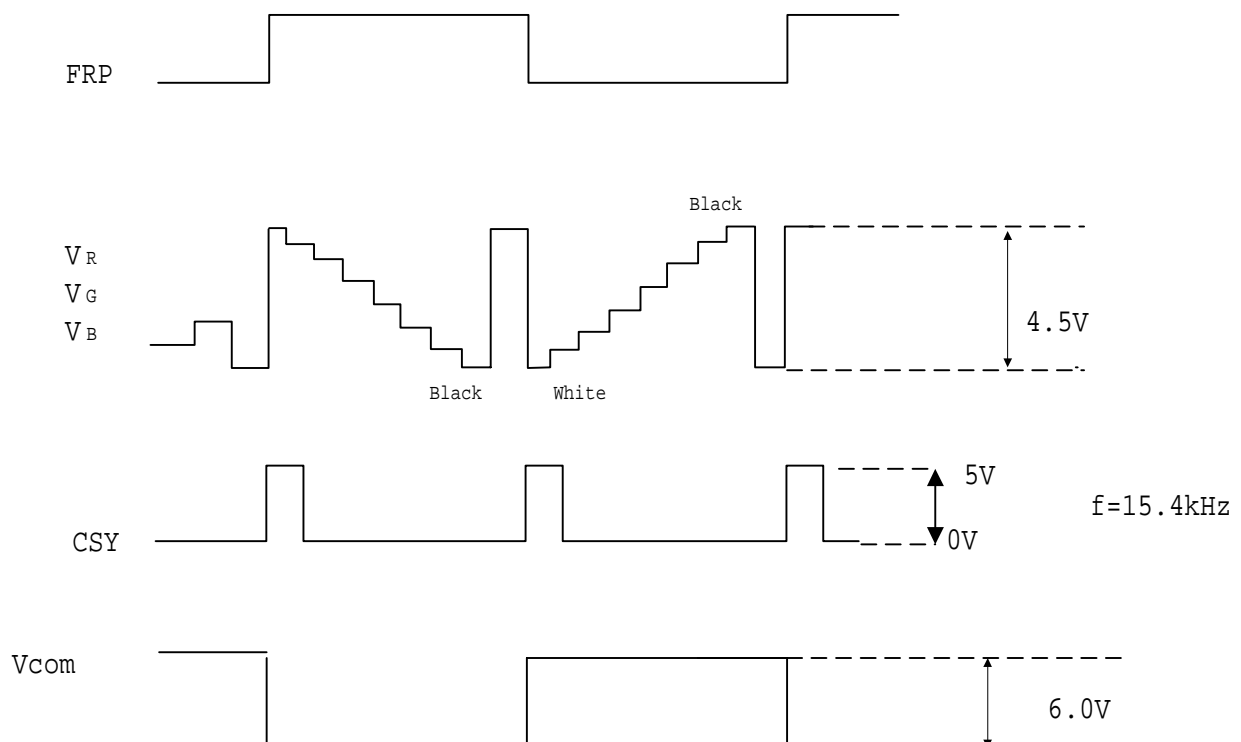 FRP
Black
VR
VG
VB
4.5V
Black
White
5V
f=15.4kHz
CSY
0V
Vcom
6.0V